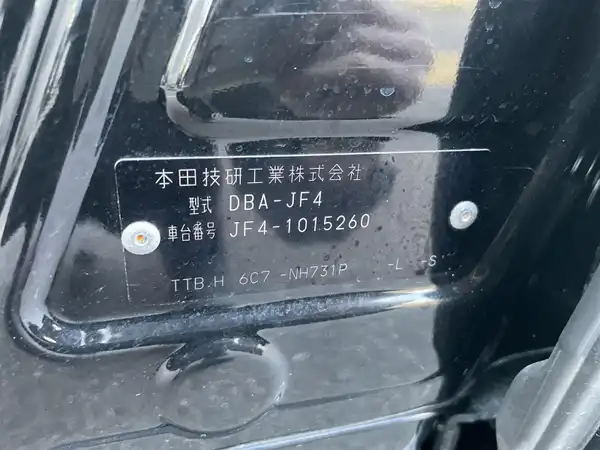 本田技研工業株式会社
型式 DBA-JF4
車台番号 JF4-1015260
TTB.H 6C7 -NH731P -L -S